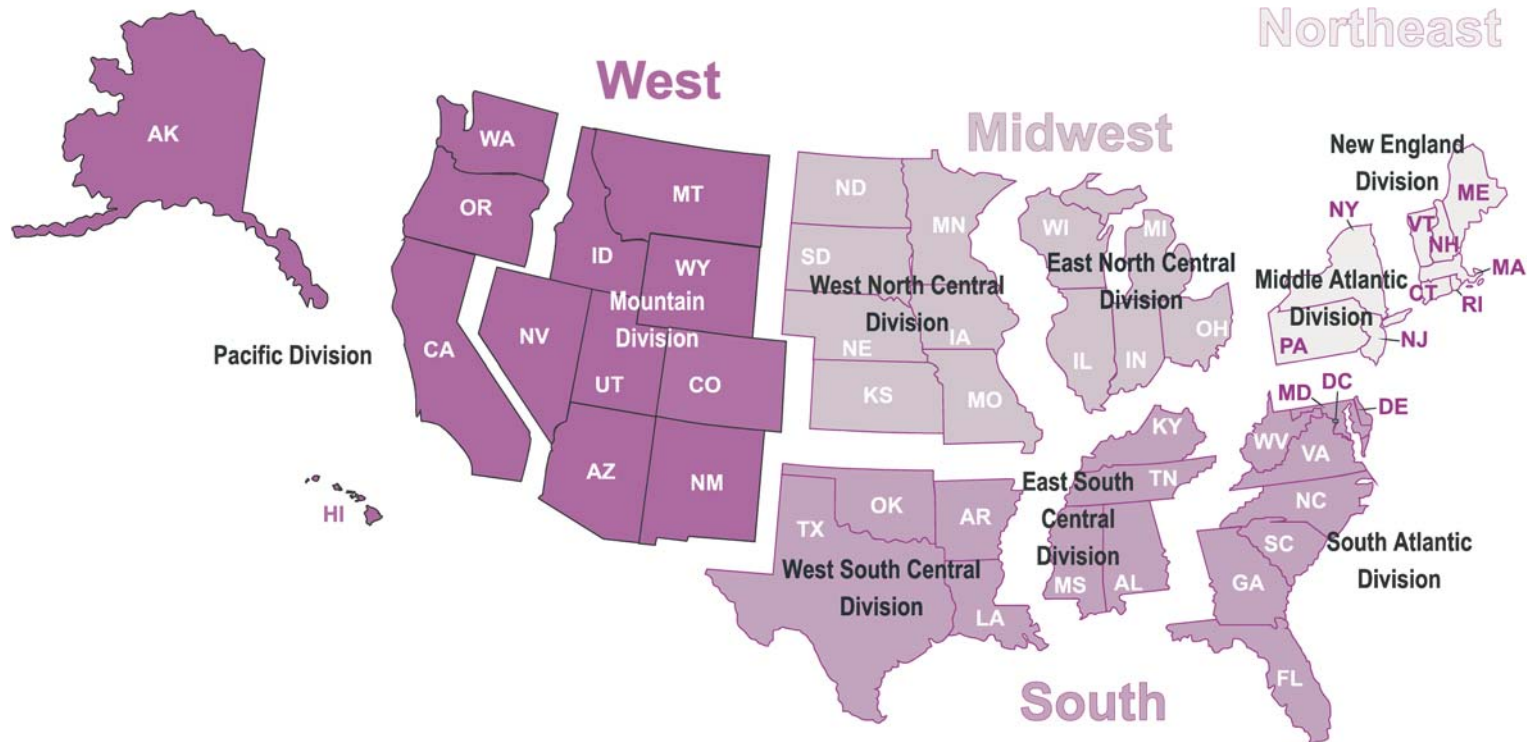 Northeast
West
Midwest
South
AK
WA
OR
CA
HI
Pacific Division
MT
ID
WY
NV
UT
CO
AZ
NM
Mountain
Division
ND
SD
NE
KS
MN
IA
MO
West North Central
Division
WI
MI
IL
IN
OH
East North Central
Division
New England
Division
ME
VT
NH
MA
CT
RI
Middle Atlantic
Division
NY
PA
NJ
TX
OK
AR
LA
West South Central
Division
KY
TN
MS
AL
East South
Central
Division
MD
DC
DE
WV
VA
NC
SC
GA
FL
South Atlantic
Division